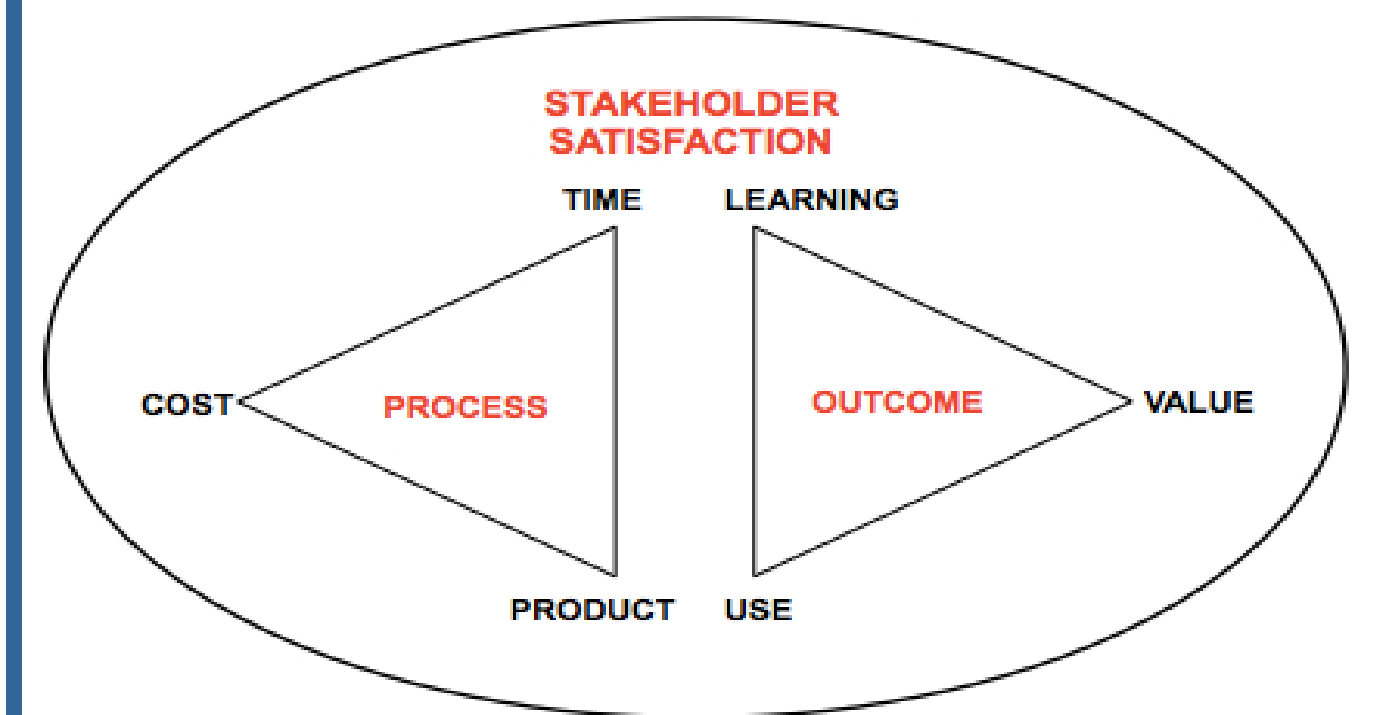 STAKEHOLDER
SATISFACTION
TIME LEARNING
COST PROCESS OUTCOME VALUE
PRODUCT USE